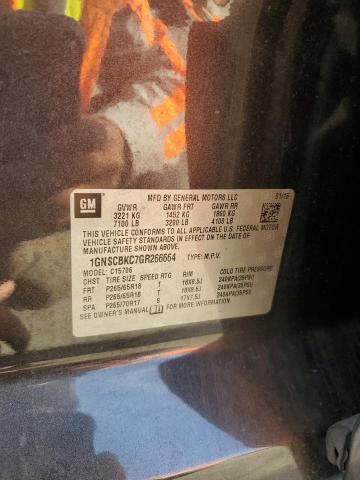 GM
MFD BY GENERAL MOTORS LLC
GVWR GAWR FRT GAWR RR
3221 KG 1452 KG 1860 KG
7100 LB 3200 LB 4100 LB
THIS VEHICLE CONFORMS TO ALL APPLICABLE U.S. FEDERAL MOTOR
VEHICLE SAFETY STANDARDS IN EFFECT ON THE DATE OF
MANUFACTURE SHOWN ABOVE.
1GNSCBKC7GR266664 TYPE: M.P.V.
MODEL: C15706
CHST TIRE SIZE SPEED RTG RIM COLD TIRE PRESSURE
FRT P265/65R18 T 18X8.5J 240KPA(35PSI)
RR P265/65R18 T 18X8.5J 240KPA(35PSI)
SPA P265/70R17 S 17X7.5J 240KPA(35PSI)
SEE OWNER'S MANUAL FOR MORE INFORMATION.